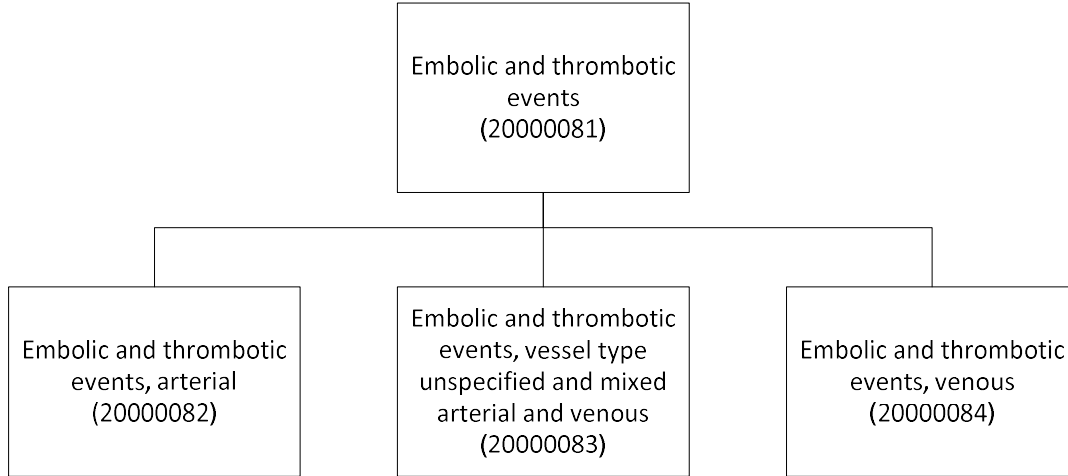 Embolic and thrombotic
events
(20000081)
Embolic and thrombotic
events, arterial
(20000082)
Embolic and thrombotic
events, vessel type
unspecified and mixed
arterial and venous
(20000083)
Embolic and thrombotic
events, venous
(20000084)